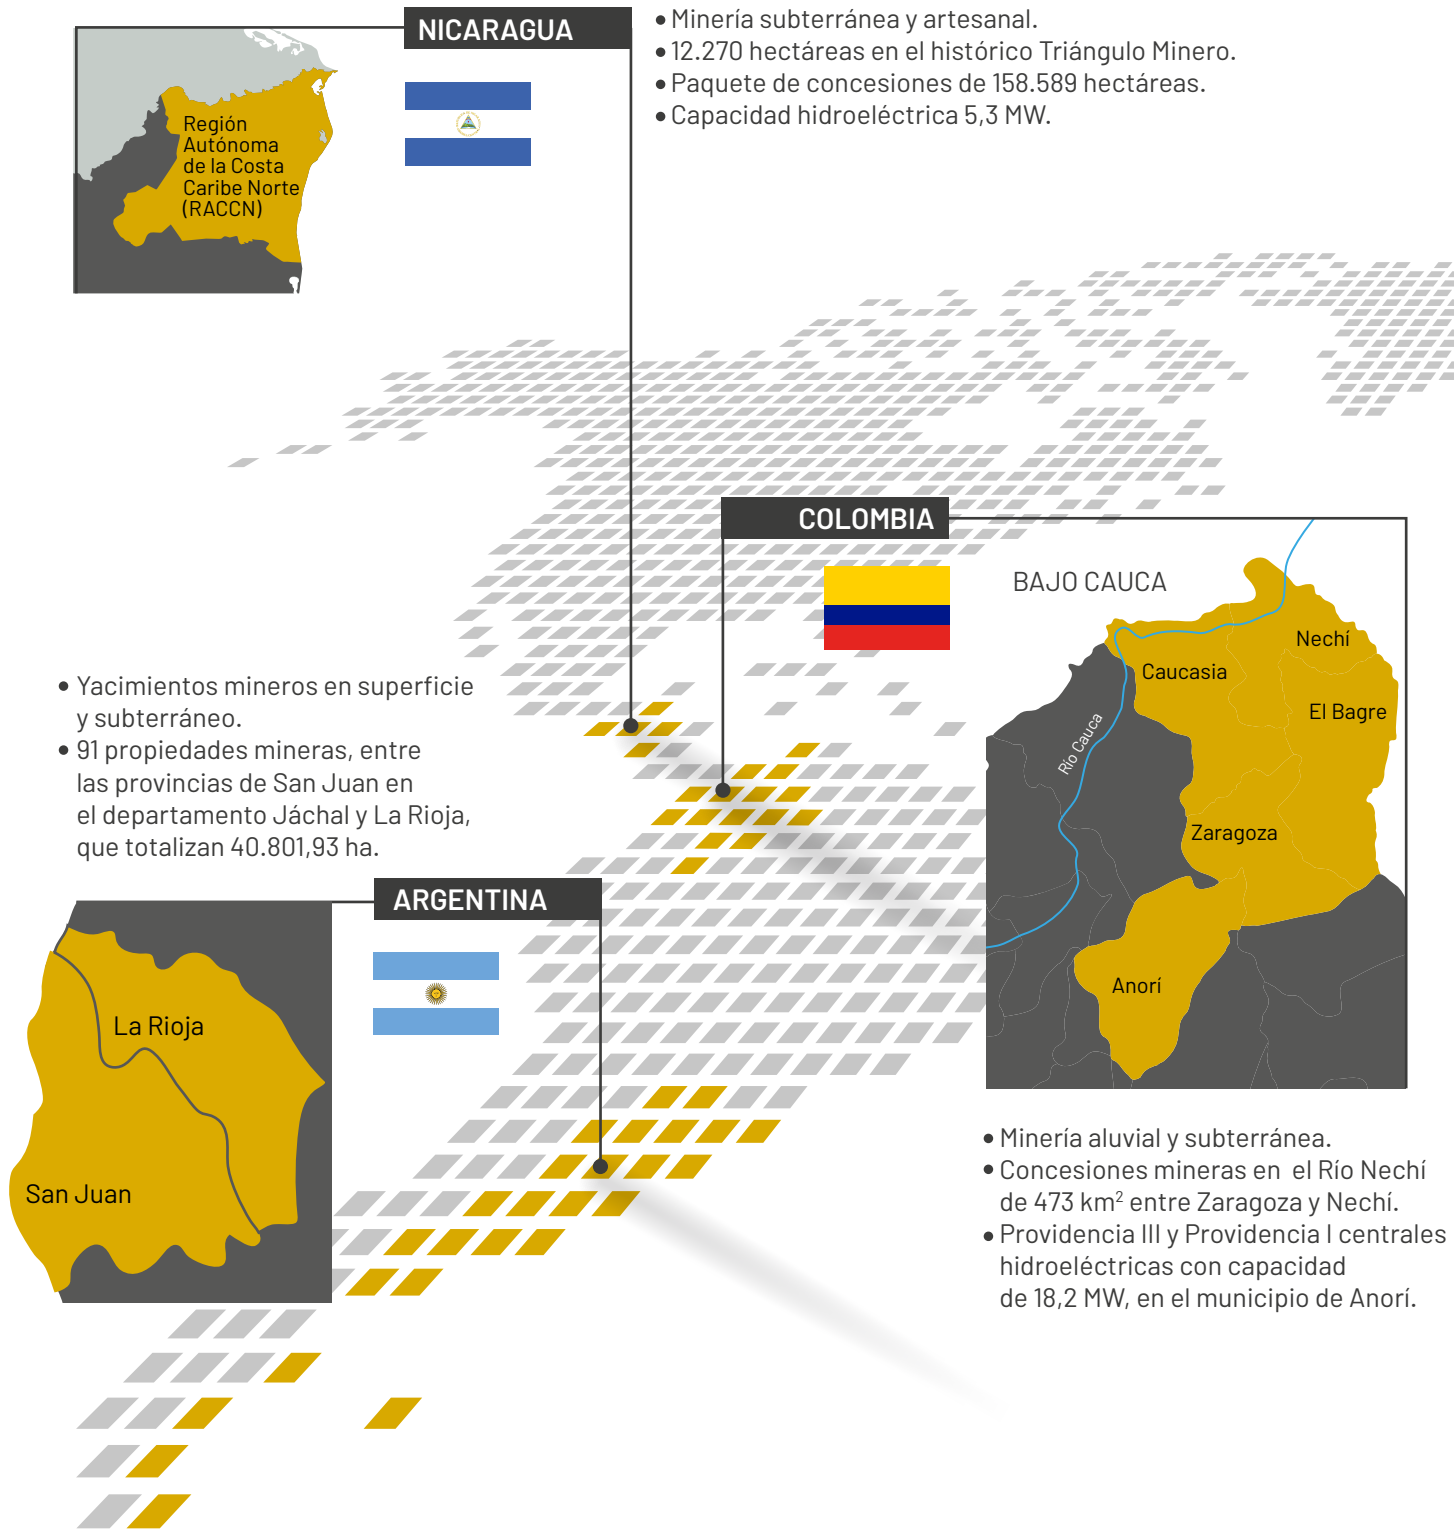 NICARAGUA
• Minería subterránea y artesanal.
• 12.270 hectáreas en el histórico Triángulo Minero.
• Paquete de concesiones de 158.589 hectáreas.
• Capacidad hidroeléctrica 5,3 MW.
Región
Autónoma
de la Costa
Caribe Norte
(RACCN)
COLOMBIA
BAJO CAUCA
Nechí
Caucasia
El Bagre
Río Cauca
Zaragoza
Anorí
• Minería aluvial y subterránea.
• Concesiones mineras en el Río Nechí
de 473 km² entre Zaragoza y Nechí.
• Providencia III y Providencia I centrales
hidroeléctricas con capacidad
de 18,2 MW, en el municipio de Anorí.
• Yacimientos mineros en superficie
y subterráneo.
• 91 propiedades mineras, entre
las provincias de San Juan en
el departamento Jáchal y La Rioja,
que totalizan 40.801,93 ha.
ARGENTINA
La Rioja
San Juan